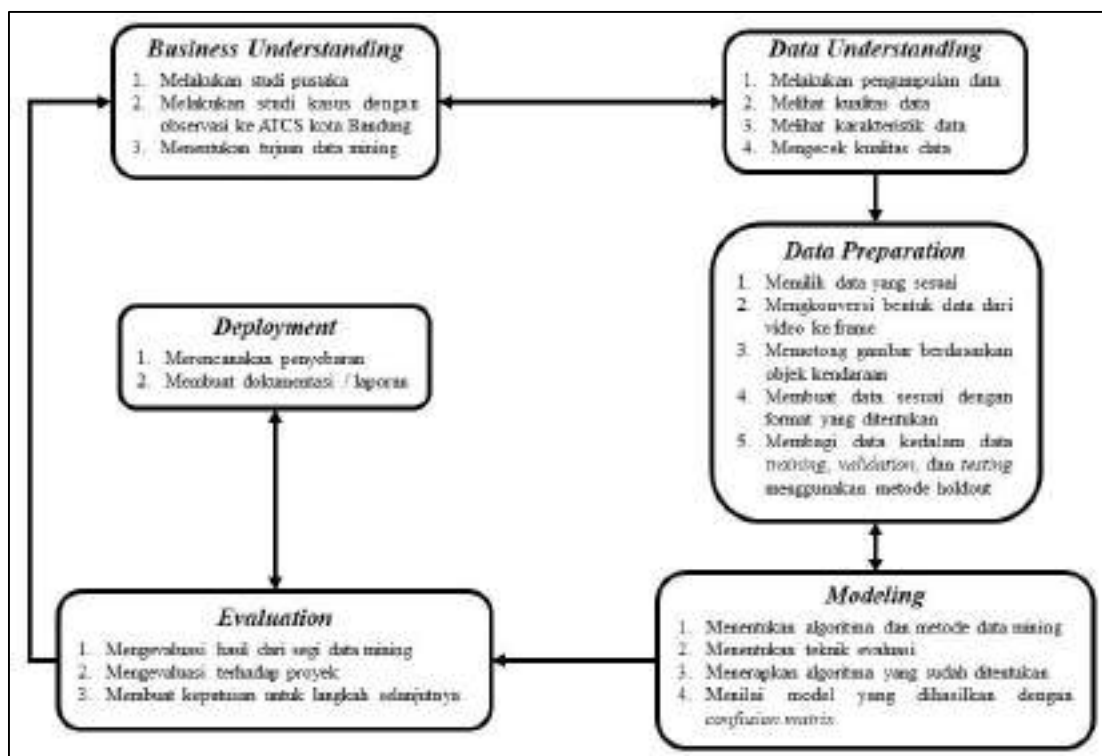 Business Understanding
1. Melakukan studi pustaka
2. Melakukan studi kasus dengan
observasi ke ATCS kota Bandung
3. Menentukan tujuan data mining
Data Understanding
1. Melakukan pengumpulan data
2. Melihat kualitas data
3. Melihat karakteristik data
4. Mengecek kualitas data
Data Preparation
1. Memilih data yang sesuai
2. Mengkonversi bentuk data dari
video ke frame
3. Memotong gambar berdasarkan
objek kendaraan
4. Membuat data sesuai dengan
format yang ditentukan
5. Membagi data kedalam data
training, validation, dan testing
menggunakan metode holdout
Deployment
1. Merencanakan penyebaran
2. Membuat dokumentasi / laporan
Evaluation
1. Mengevaluasi hasil dari segi data mining
2. Mengevaluasi terhadap proyek
3. Membuat keputusan untuk langkah selanjutnya
Modeling
1. Menentukan algoritma dan metode data mining
2. Menentukan teknik evaluasi
3. Menerapkan algoritma yang sudah ditentukan
4. Menilai model yang dihasilkan dengan
confusion matrix